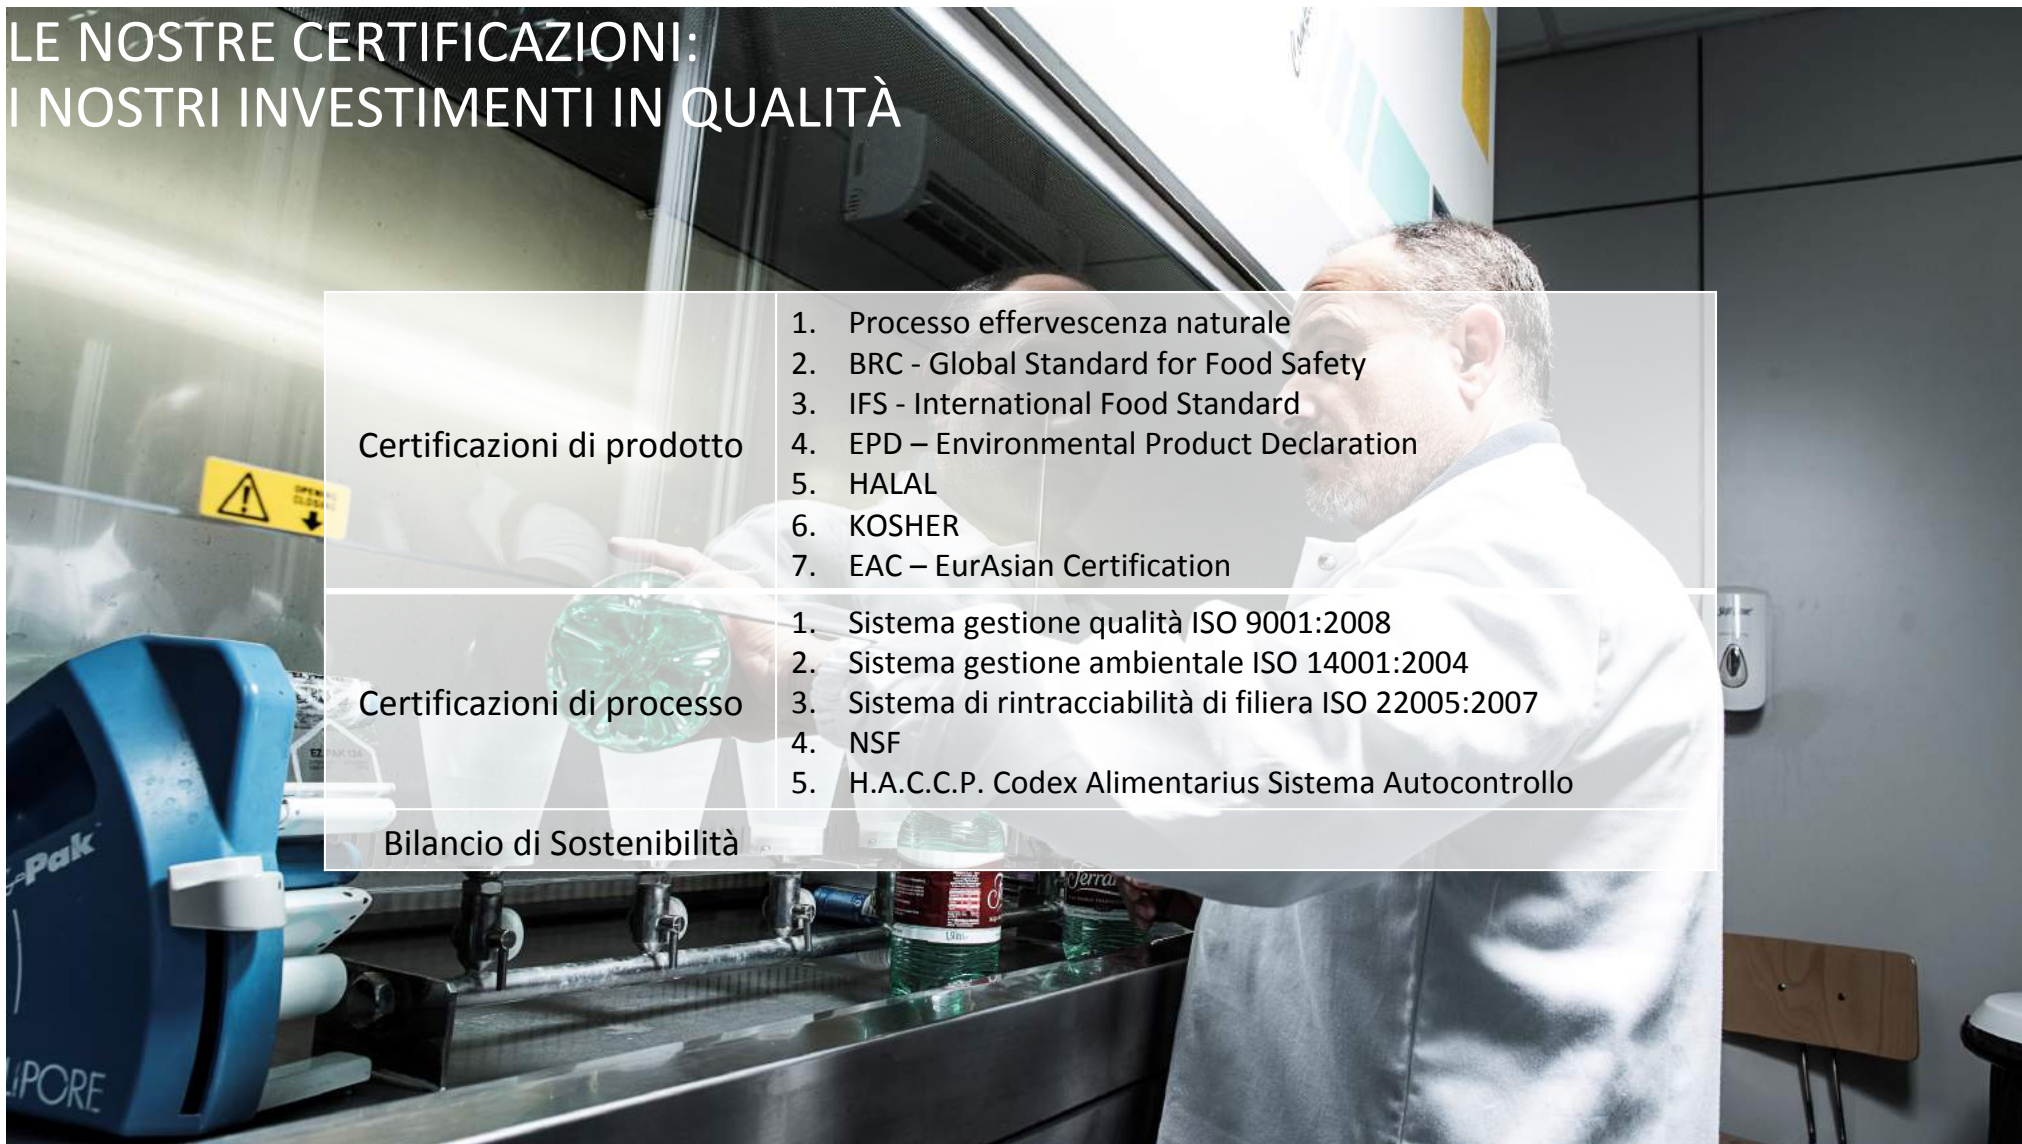 LE NOSTRE CERTIFICAZIONI:
I NOSTRI INVESTIMENTI IN QUALITÀ
Certificazioni di prodotto
1. Processo effervescenza naturale
2. BRC - Global Standard for Food Safety
3. IFS - International Food Standard
4. EPD – Environmental Product Declaration
5. HALAL
6. KOSHER
7. EAC – EurAsian Certification
Certificazioni di processo
1. Sistema gestione qualità ISO 9001:2008
2. Sistema gestione ambientale ISO 14001:2004
3. Sistema di rintracciabilità di filiera ISO 22005:2007
4. NSF
5. H.A.C.C.P. Codex Alimentarius Sistema Autocontrollo
Bilancio di Sostenibilità
OPENING
CLOSING
Pak